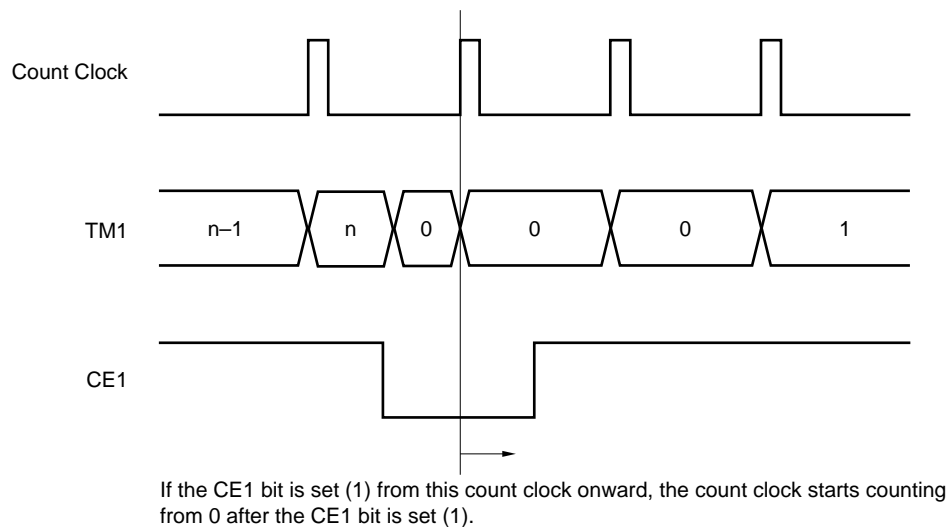 Count Clock
TM1
n–1 n 0 0 0 1
CE1
If the CE1 bit is set (1) from this count clock onward, the count clock starts counting
from 0 after the CE1 bit is set (1).